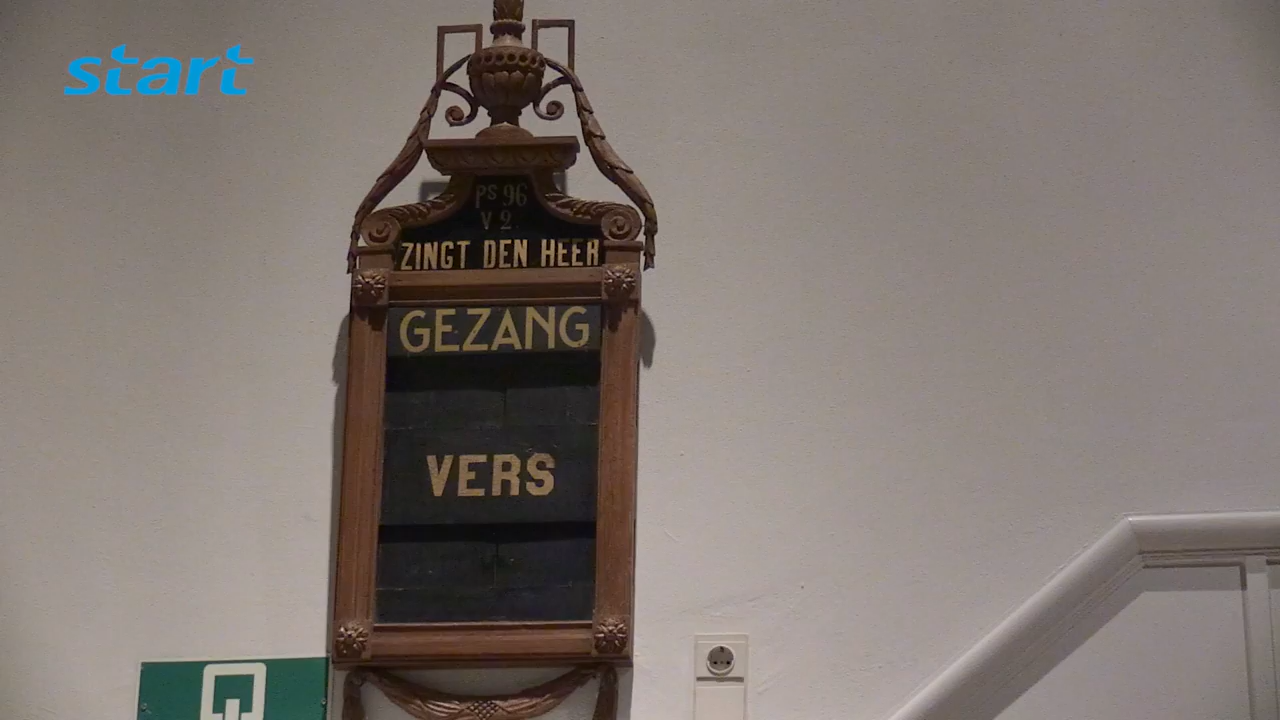 start
PS 96
V 2.
ZINGT DEN HEER
GEZANG
VERS